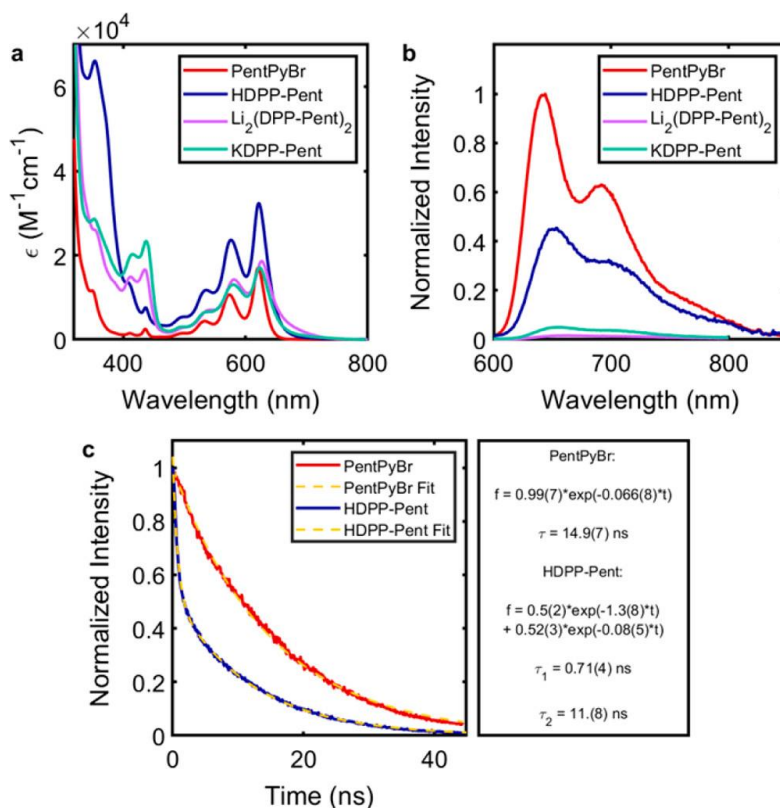 a
×10⁴
6
4
2
0
ϵ (M⁻¹cm⁻¹)
400
600
800
Wavelength (nm)
PentPyBr
HDPP-Pent
Li₂(DPP-Pent)₂
KDPP-Pent
b
1
0.8
0.6
0.4
0.2
0
Normalized Intensity
600
700
800
Wavelength (nm)
PentPyBr
HDPP-Pent
Li₂(DPP-Pent)₂
KDPP-Pent
c
1
0.8
0.6
0.4
0.2
0
Normalized Intensity
0
20
40
Time (ns)
PentPyBr
PentPyBr Fit
HDPP-Pent
HDPP-Pent Fit
PentPyBr:
f = 0.99(7)*exp(-0.066(8)*t)
τ = 14.9(7) ns
HDPP-Pent:
f = 0.5(2)*exp(-1.3(8)*t)
+ 0.52(3)*exp(-0.08(5)*t)
τ₁ = 0.71(4) ns
τ₂ = 11.(8) ns